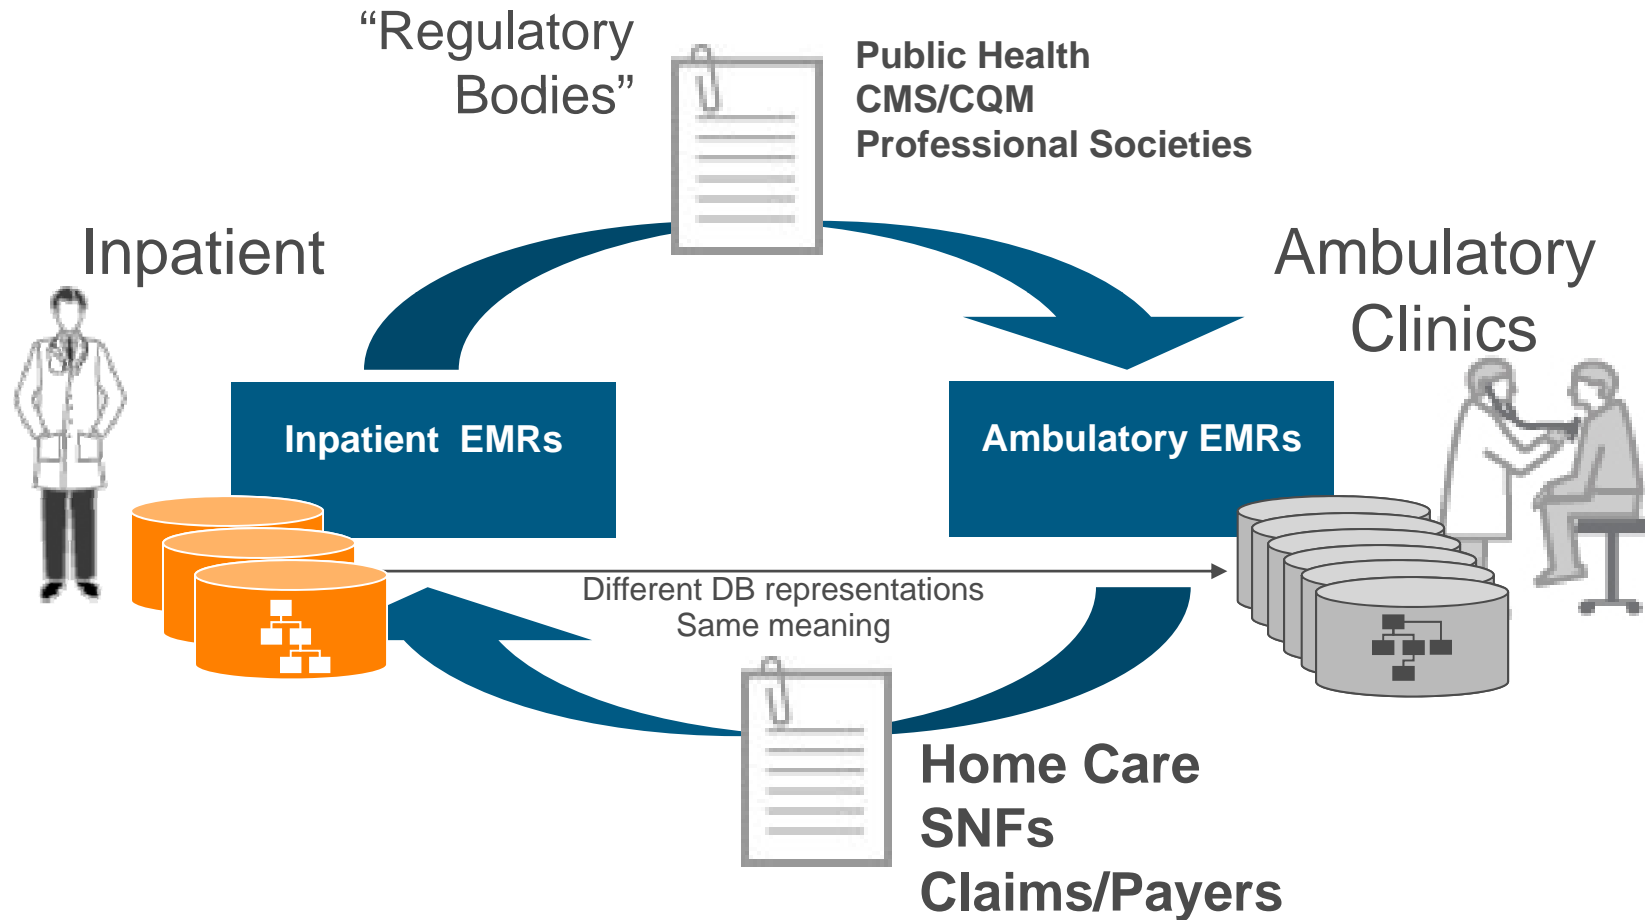 “Regulatory
Bodies”
Public Health
CMS/CQM
Professional Societies
Inpatient
Ambulatory
Clinics
Inpatient  EMRs
Ambulatory EMRs
Different DB representations
Same meaning
Home Care
SNFs
Claims/Payers